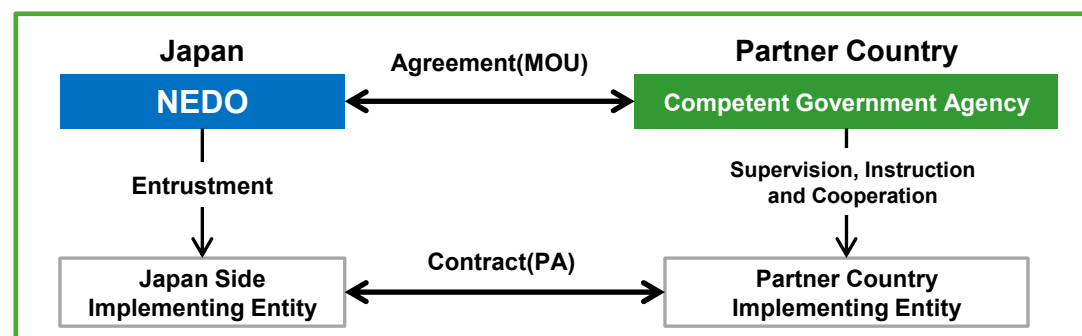 Japan
Partner Country
Agreement(MOU)
NEDO
Competent Government Agency
Entrustment
Supervision, Instruction
and Cooperation
Contract(PA)
Japan Side
Implementing Entity
Partner Country
Implementing Entity